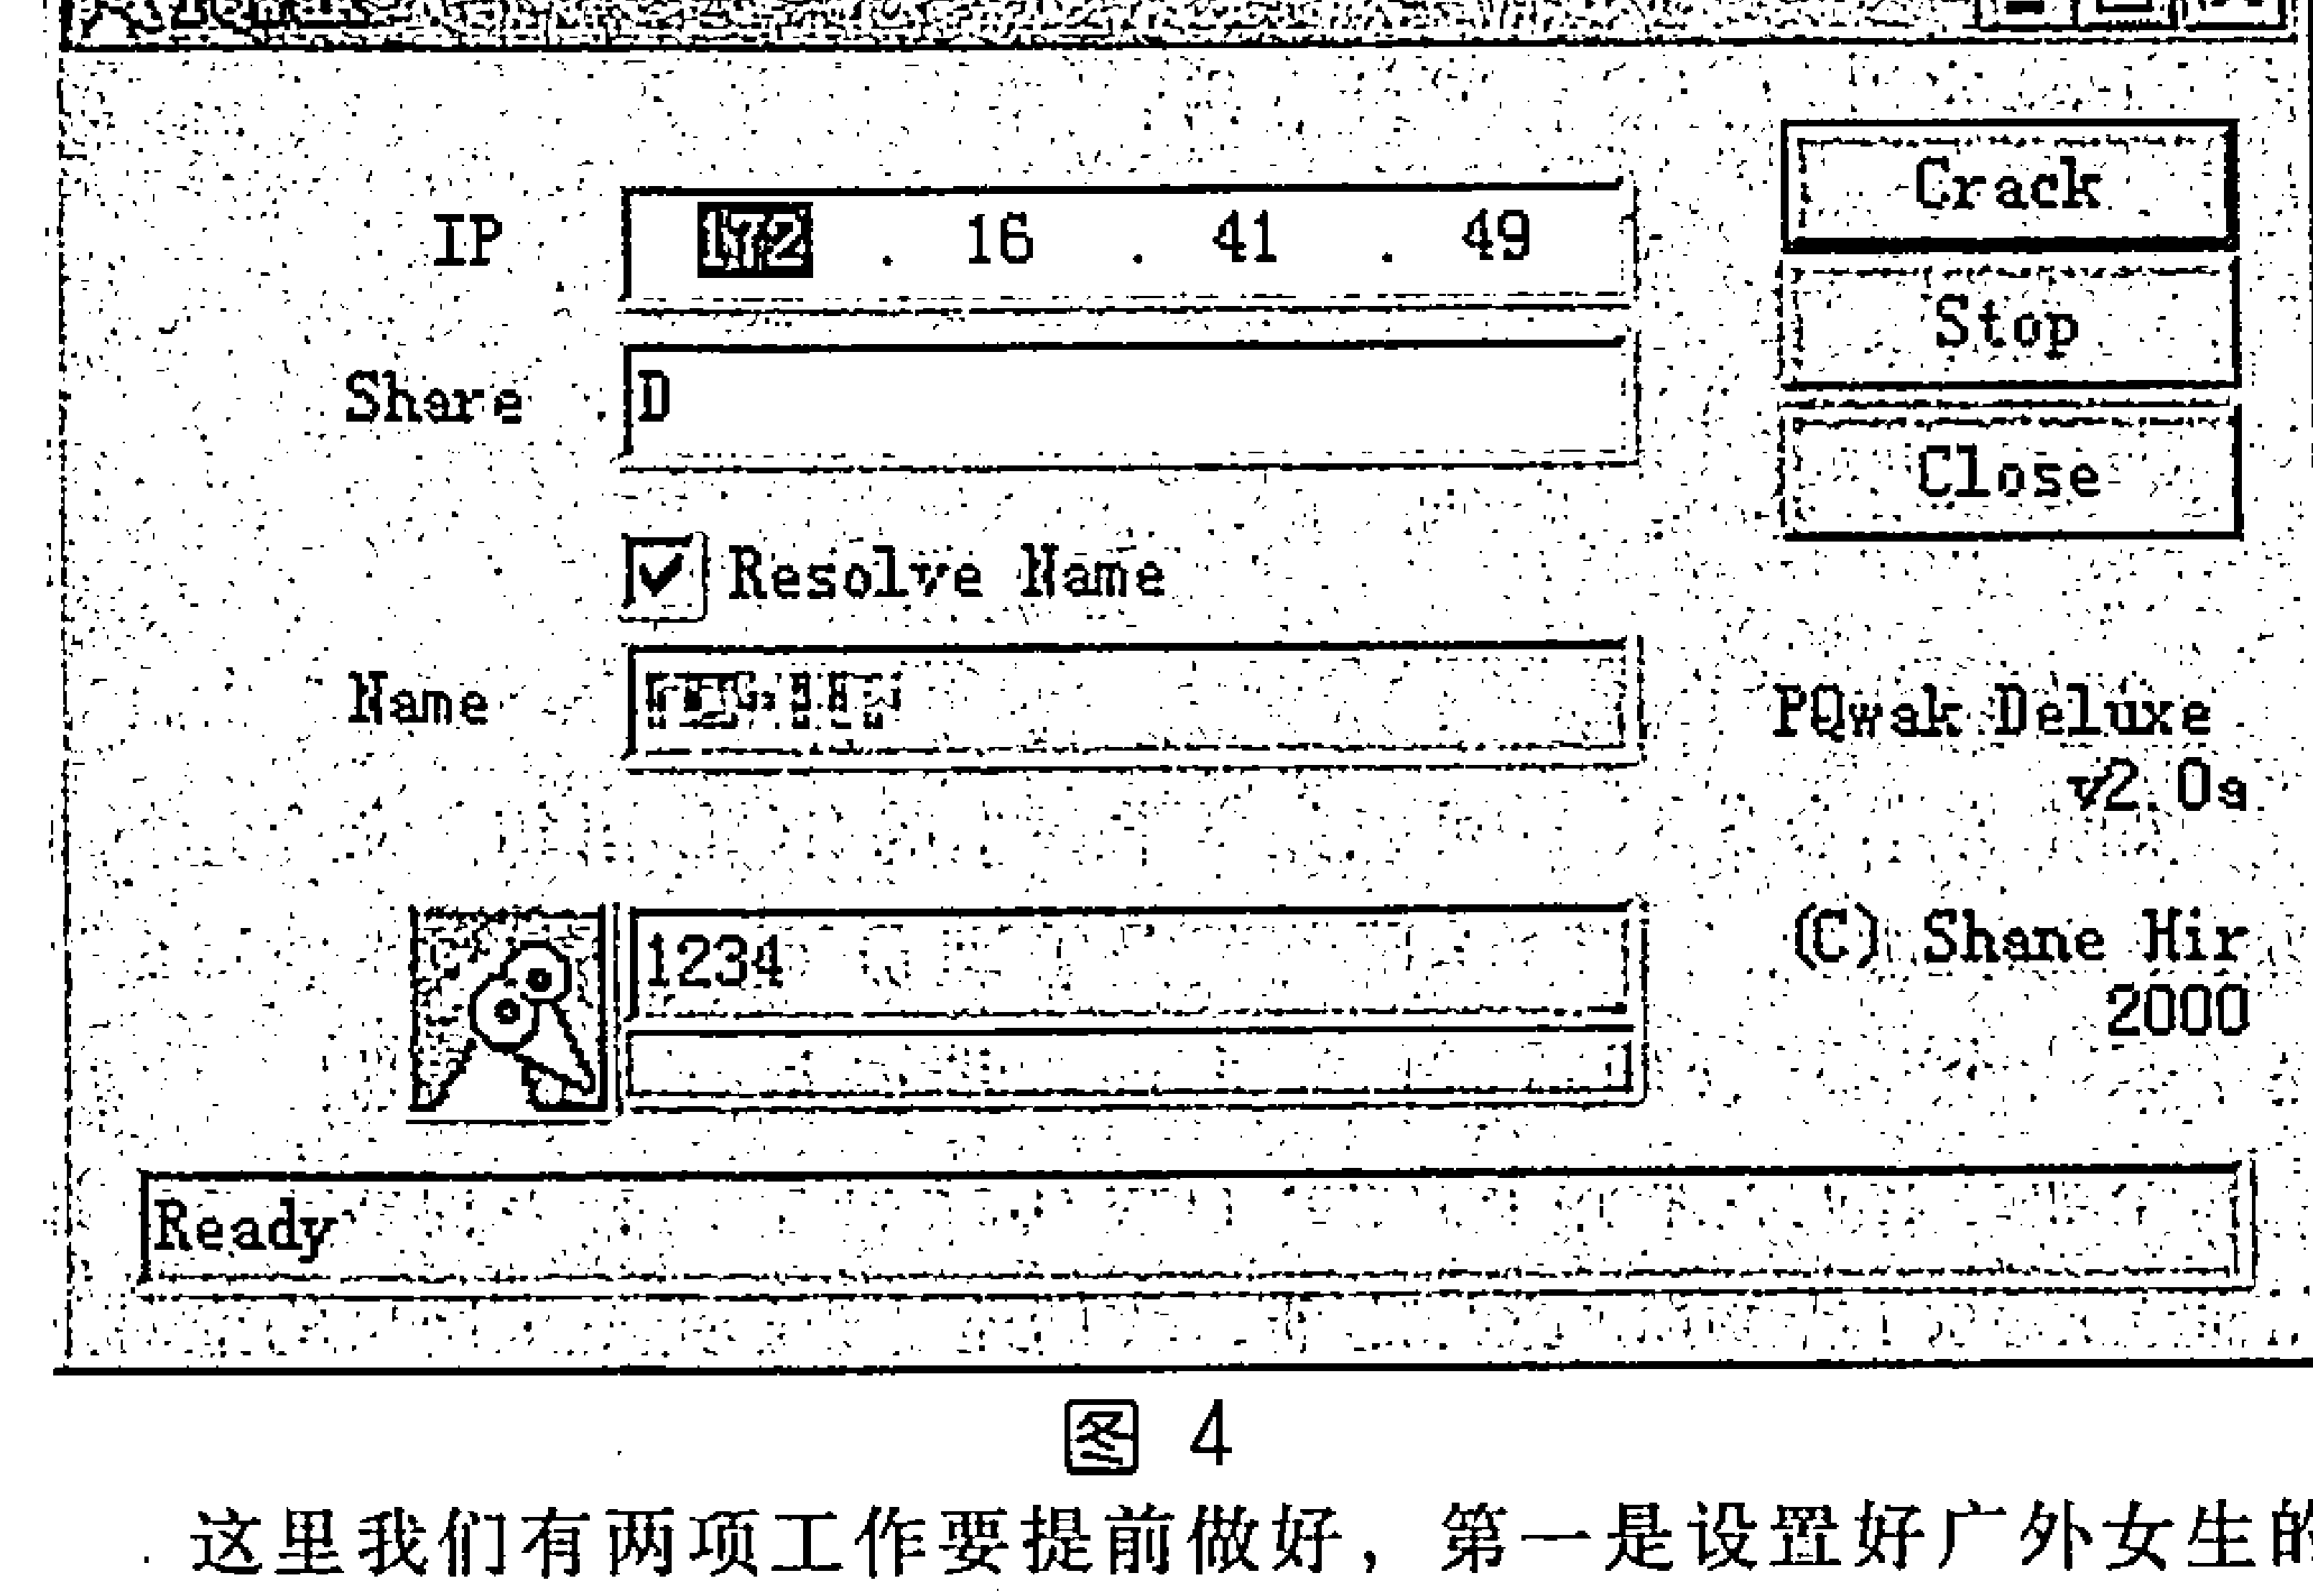 IP 172 . 16 . 41 . 49
Crack
Share D
Stop
Close
Resolve Name
Name
PQwak Deluxe
v2.0a
1234
(C) Shane Hir
2000
Ready
图 4
这里我们有两项工作要提前做好，第一是设置好广外女生的